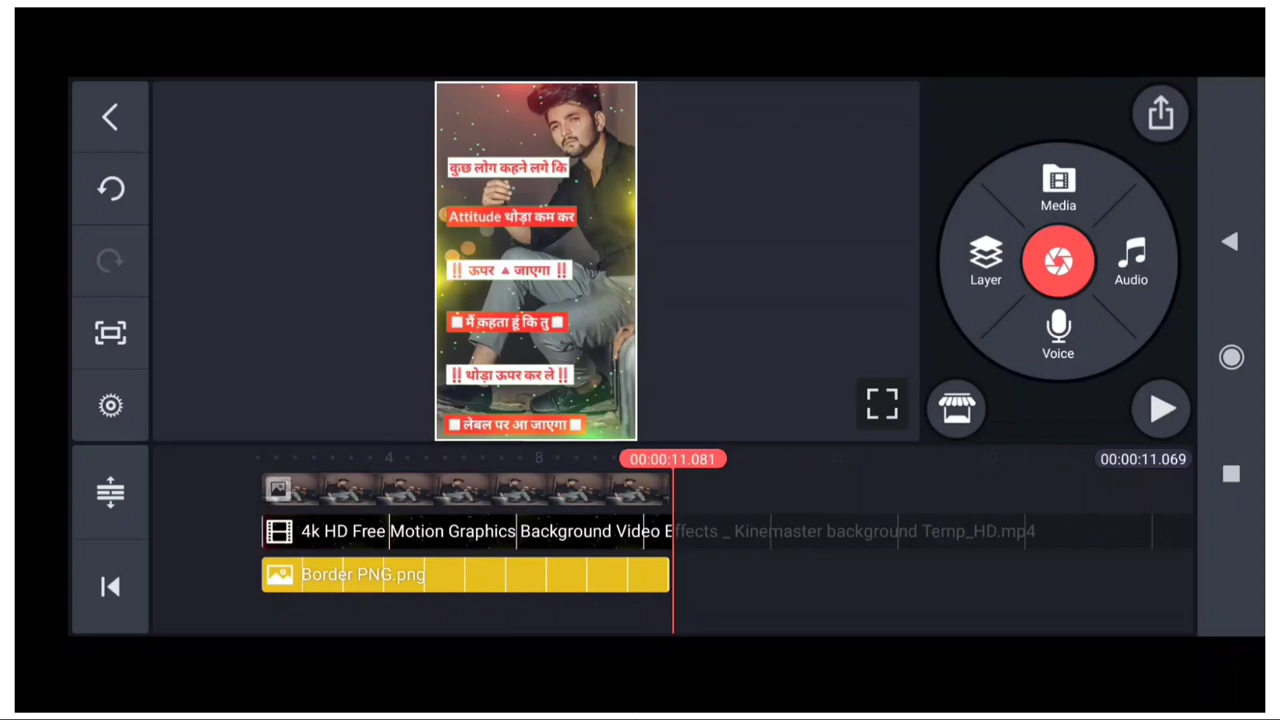 Media
Layer
Audio
Voice
कुछ लोग कहने लगे कि
Attitude थोड़ा कम कर
‼ ऊपर 🔺जाएगा ‼
⬜मैं कहता हूं कि तु⬜
‼थोड़ा ऊपर कर ले‼
⬜लेबल पर आ जाएगा⬜
4 8 00:00:11.081 00:00:11.069
4k HD Free Motion Graphics Background Video Effects _ Kinemaster background Temp_HD.mp4
Border PNG.png